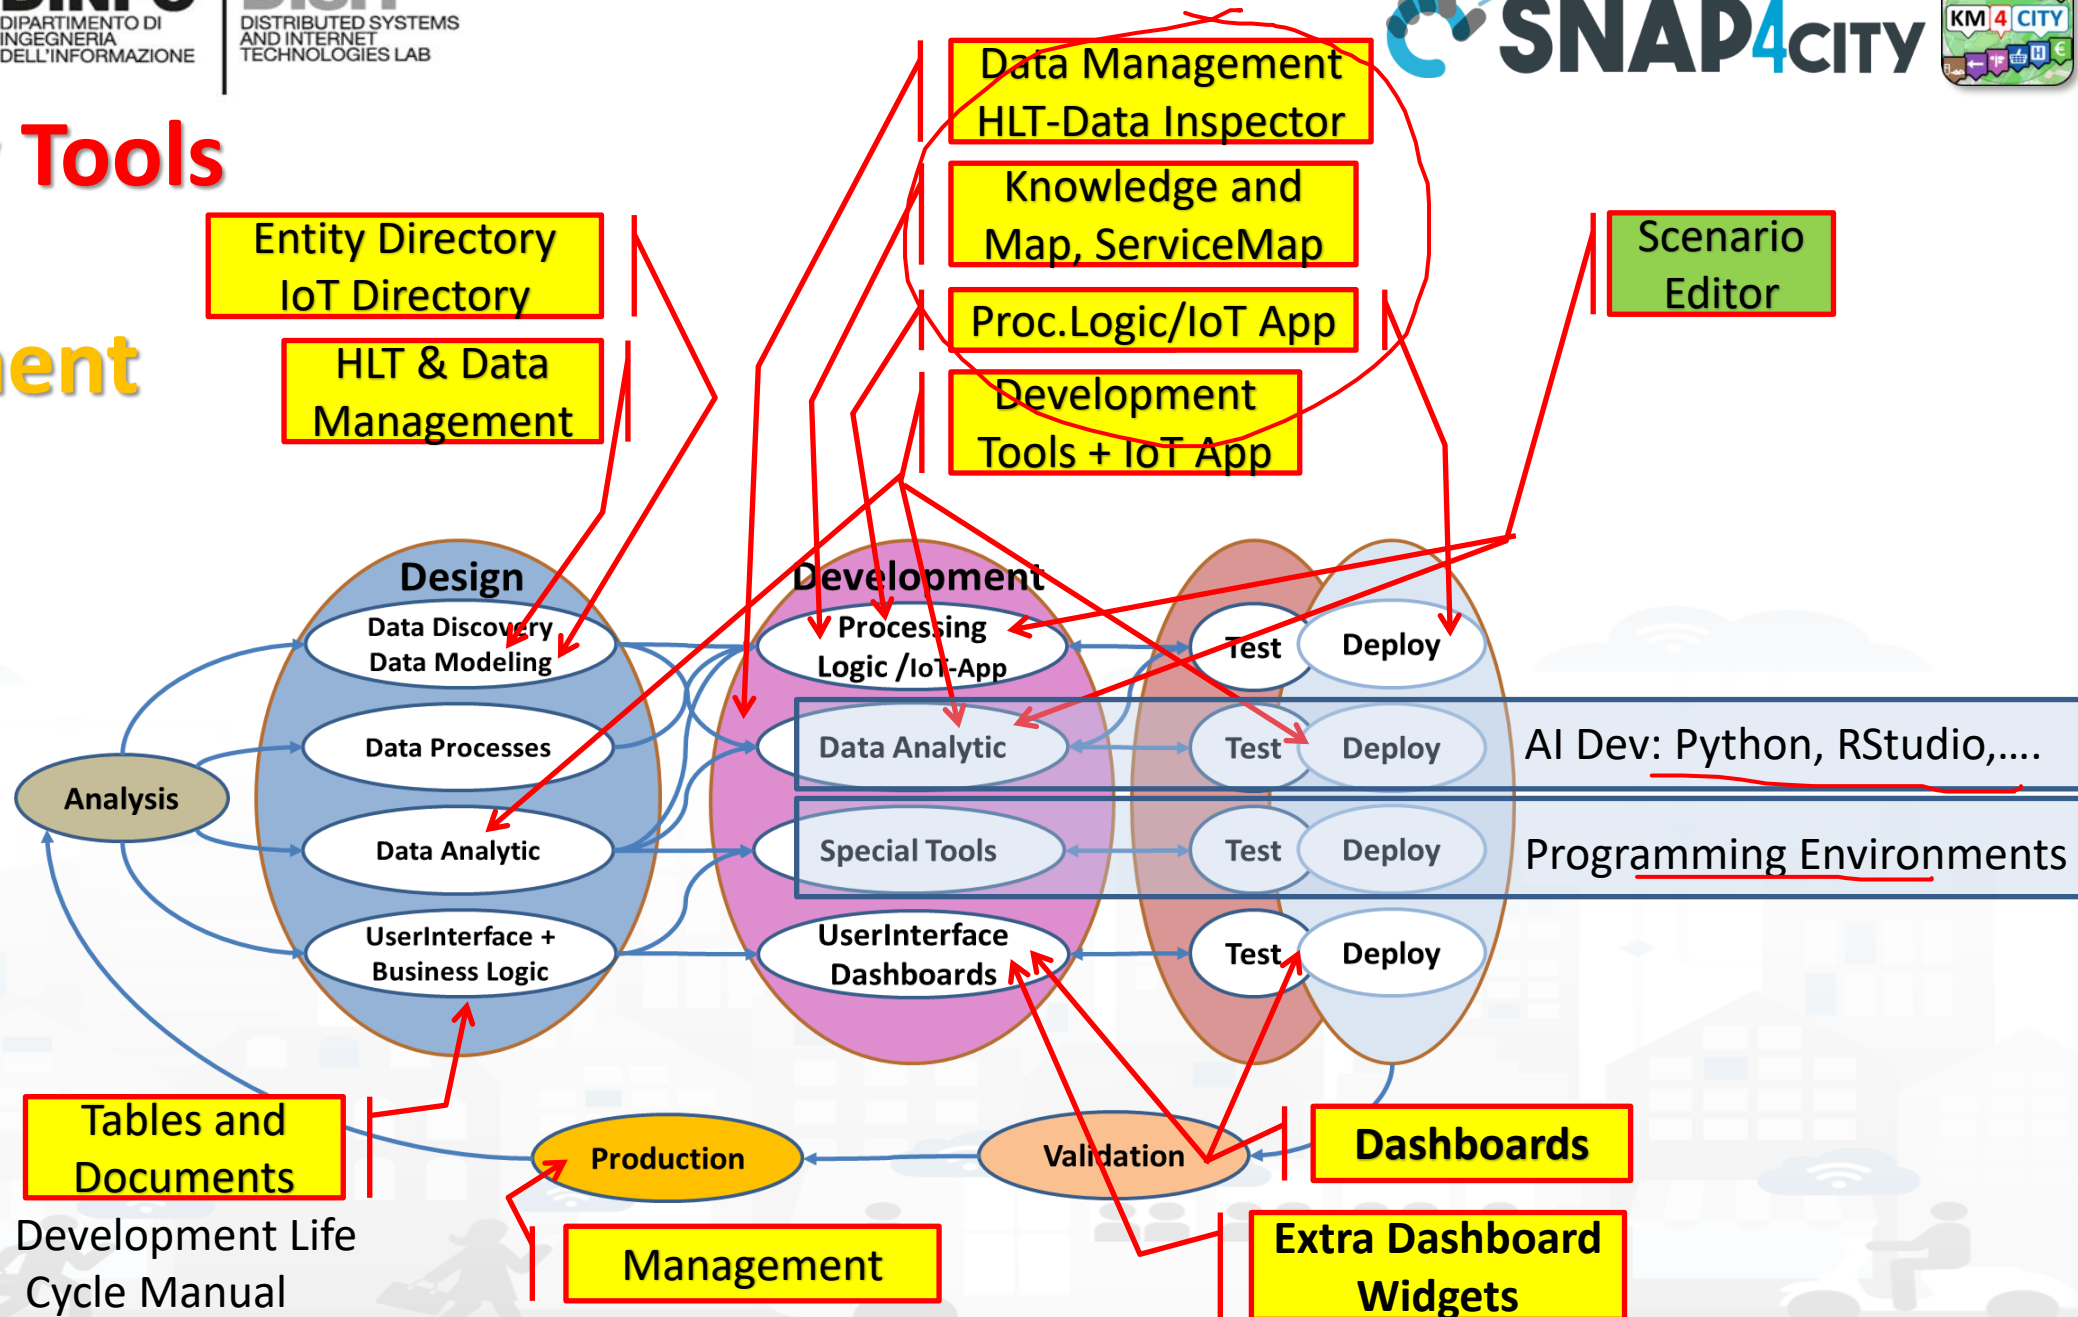 DIPARTIMENTO DI
INGEGNERIA
DELL'INFORMAZIONE
DISTRIBUTED SYSTEMS
AND INTERNET
TECHNOLOGIES LAB
SNAP4CITY
KM 4 CITY
Tools
Data Management
HLT-Data Inspector
Knowledge and
Map, ServiceMap
Proc.Logic/IoT App
Development
Tools + IoT App
Entity Directory
IoT Directory
HLT & Data
Management
Scenario
Editor
Design
Data Discovery
Data Modeling
Data Processes
Data Analytic
UserInterface +
Business Logic
Development
Processing
Logic /IoT-App
Data Analytic
Special Tools
UserInterface
Dashboards
Test
Deploy
Test
Deploy
Test
Deploy
Test
Deploy
AI Dev: Python, RStudio,....
Programming Environments
Analysis
Production
Validation
Tables and
Documents
Development Life
Cycle Manual
Management
Dashboards
Extra Dashboard
Widgets